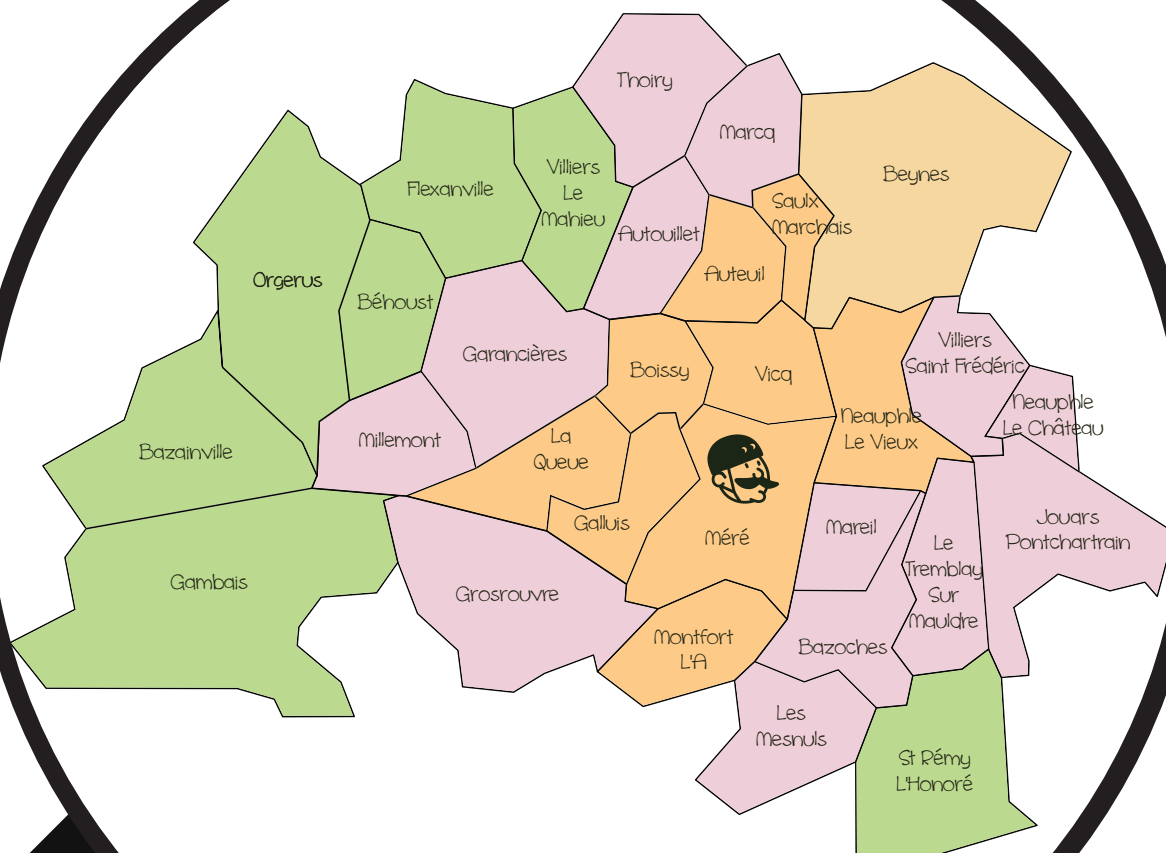 Thoiry
Marcq
Villiers
Le
Mahieu
Flexanville
Beynes
Saulx
Marchais
Autouillet
Auteuil
Orgerus
Béhoust
Garancières
Boissy
Vicq
Villiers
Saint Frédéric
Neauphle
Le Château
Neauphle
Le Vieux
Bazainville
Millemont
La
Queue
Galluis
Méré
Mareil
Jouars
Pontchartrain
Le
Tremblay
Sur
Mauldre
Gambais
Grosrouvre
Montfort
L'A
Bazoches
Les
Mesnuls
St Rémy
L'Honoré